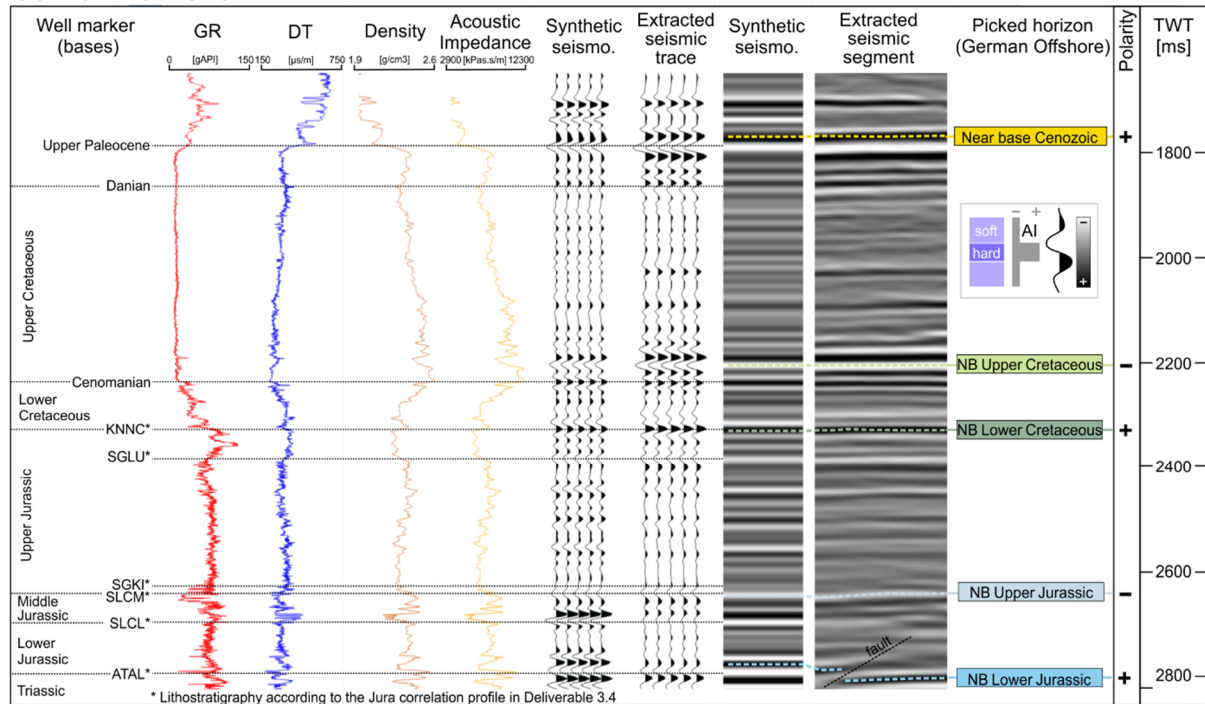 Well marker
(bases)
GR
DT
Density
Acoustic
Impedance
Synthetic
seismo.
Extracted
seismic
trace
Synthetic
seismo.
Extracted
seismic
segment
Picked horizon
(German Offshore)
Polarity
TWT
[ms]
0 [gAPI] 150
150 [µs/m] 750
1.9 [g/cm3] 2.6
2900 [kPas.s/m] 12300
Upper Paleocene
Near base Cenozoic
+
1800
Danian
Upper Cretaceous
soft
hard
− +
AI
−
+
2000
NB Upper Cretaceous
−
2200
Cenomanian
Lower
Cretaceous
KNNC*
NB Lower Cretaceous
+
SGLU*
2400
Upper Jurassic
SGKI*
2600
SLCM*
NB Upper Jurassic
−
Middle
Jurassic
SLCL*
Lower
Jurassic
fault
ATAL*
NB Lower Jurassic
+
2800
Triassic
* Lithostratigraphy according to the Jura correlation profile in Deliverable 3.4